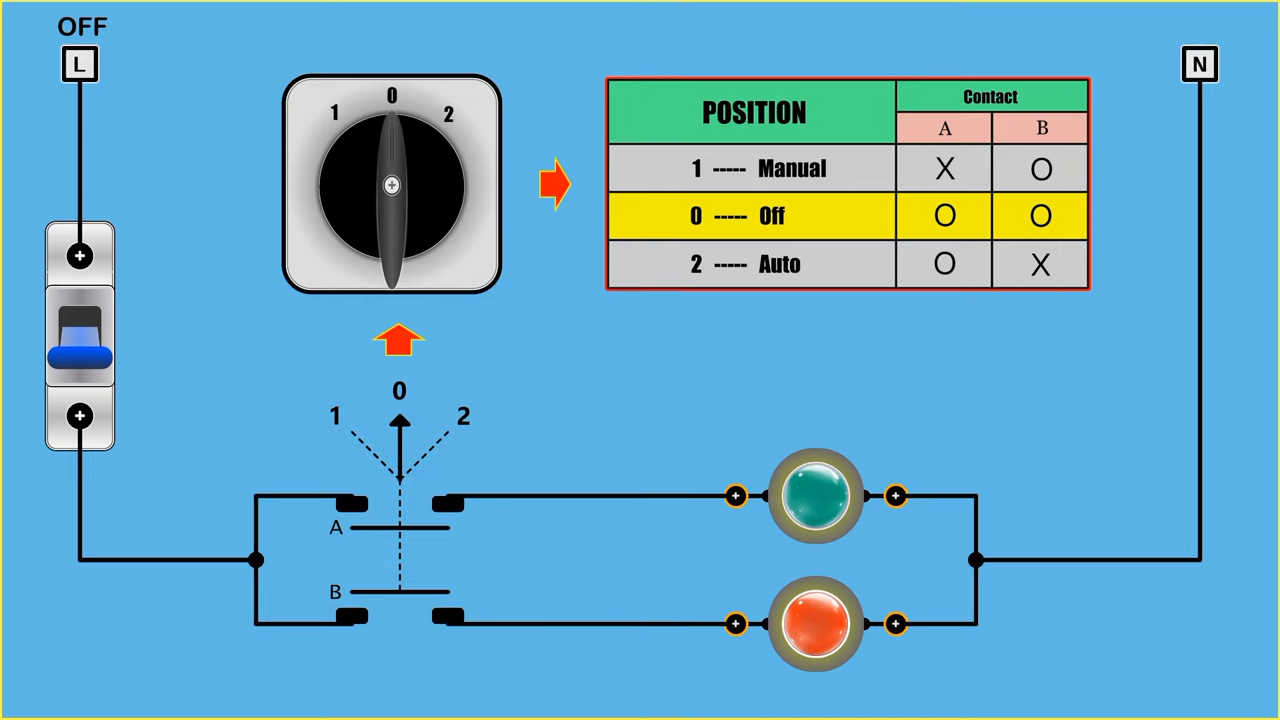 OFF
L
N
1 0 2
POSITION
Contact
A B
1 ----- Manual X O
0 ----- Off O O
2 ----- Auto O X
0
1 2
A
B